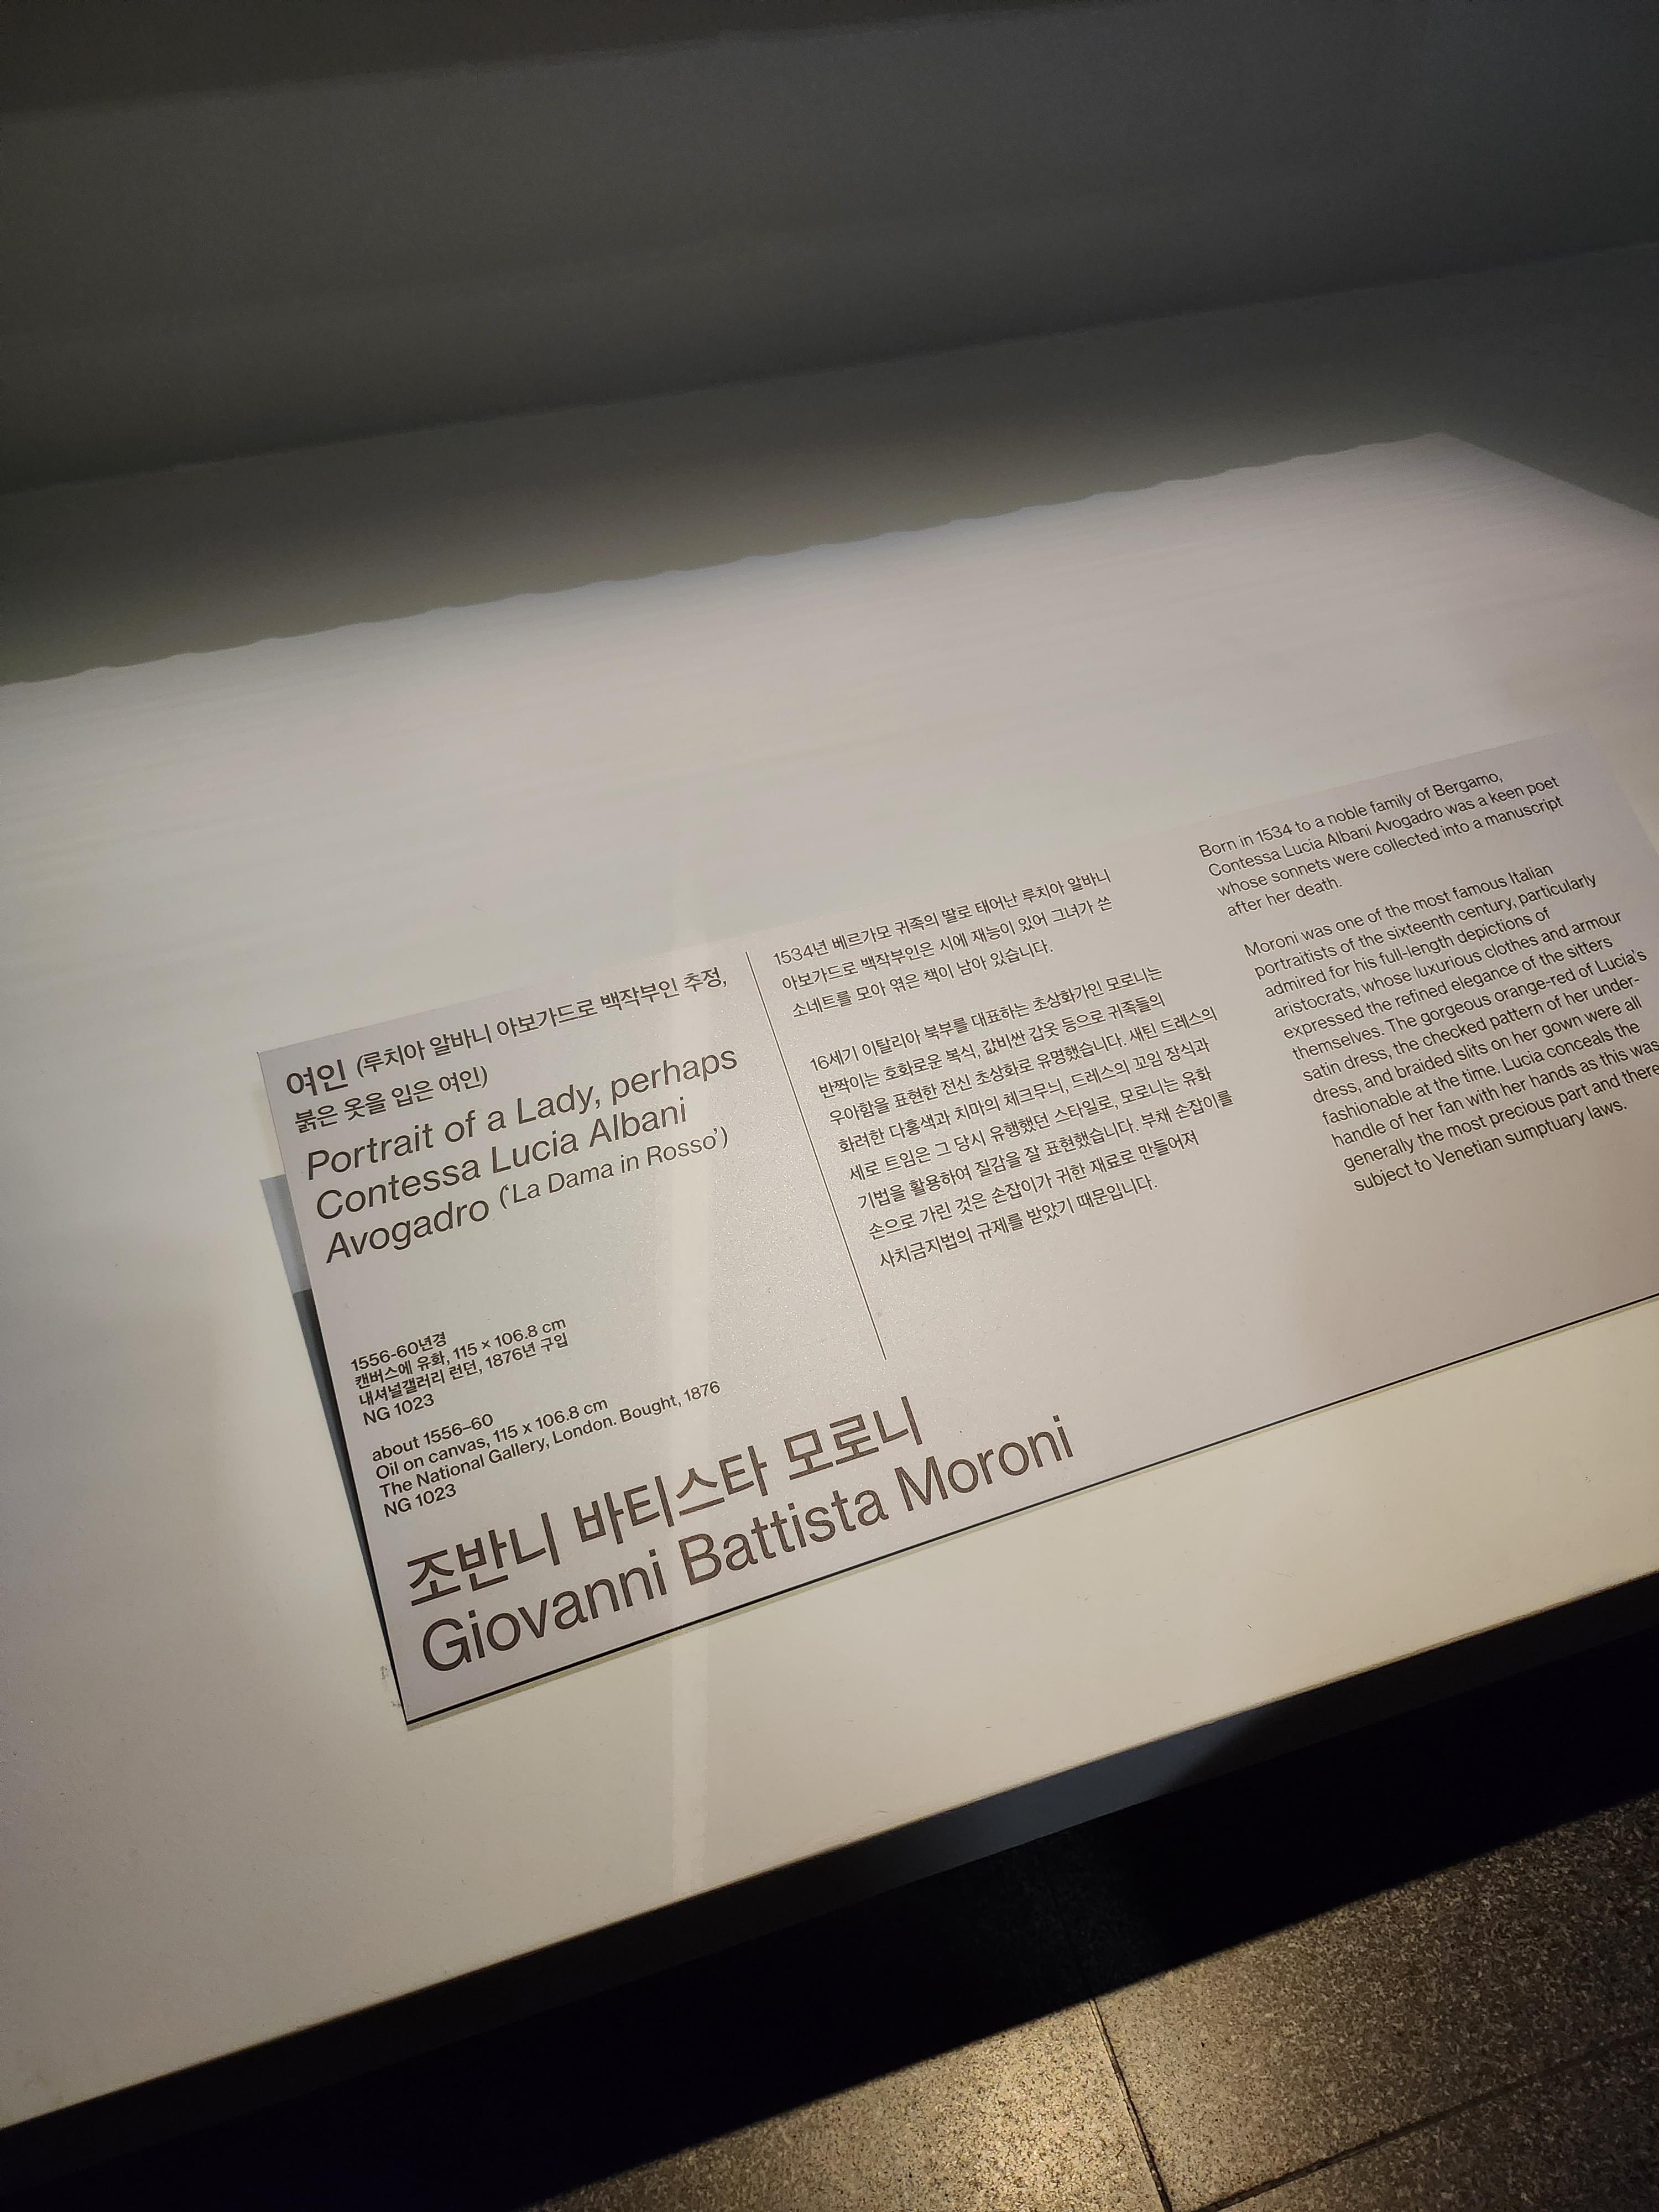 여인 (루치아 알바니 아보가드로 백작부인 추정,
붉은 옷을 입은 여인)
Portrait of a Lady, perhaps
Contessa Lucia Albani
Avogadro (‘La Dama in Rosso’)
1556-60년경
캔버스에 유화, 115 × 106.8 cm
내셔널갤러리 런던, 1876년 구입
NG 1023
about 1556–60
Oil on canvas, 115 x 106.8 cm
The National Gallery, London. Bought, 1876
NG 1023
조반니 바티스타 모로니
Giovanni Battista Moroni
1534년 베르가모 귀족의 딸로 태어난 루치아 알바니
아보가드로 백작부인은 시에 재능이 있어 그녀가 쓴
소네트를 모아 엮은 책이 남아 있습니다.
16세기 이탈리아 북부를 대표하는 초상화가인 모로니는
반짝이는 호화로운 복식, 값비싼 갑옷 등으로 귀족들의
우아함을 표현한 전신 초상화로 유명했습니다. 새틴 드레스의
화려한 다홍색과 치마의 체크무늬, 드레스의 꼬임 장식과
세로 트임은 그 당시 유행했던 스타일로, 모로니는 유화
기법을 활용하여 질감을 잘 표현했습니다. 부채 손잡이를
손으로 가린 것은 손잡이가 귀한 재료로 만들어져
사치금지법의 규제를 받았기 때문입니다.
Born in 1534 to a noble family of Bergamo,
Contessa Lucia Albani Avogadro was a keen poet
whose sonnets were collected into a manuscript
after her death.
Moroni was one of the most famous Italian
portraitists of the sixteenth century, particularly
admired for his full-length depictions of
aristocrats, whose luxurious clothes and armour
expressed the refined elegance of the sitters
themselves. The gorgeous orange-red of Lucia's
satin dress, the checked pattern of her under-
dress, and braided slits on her gown were all
fashionable at the time. Lucia conceals the
handle of her fan with her hands as this was
generally the most precious part and there
subject to Venetian sumptuary laws.